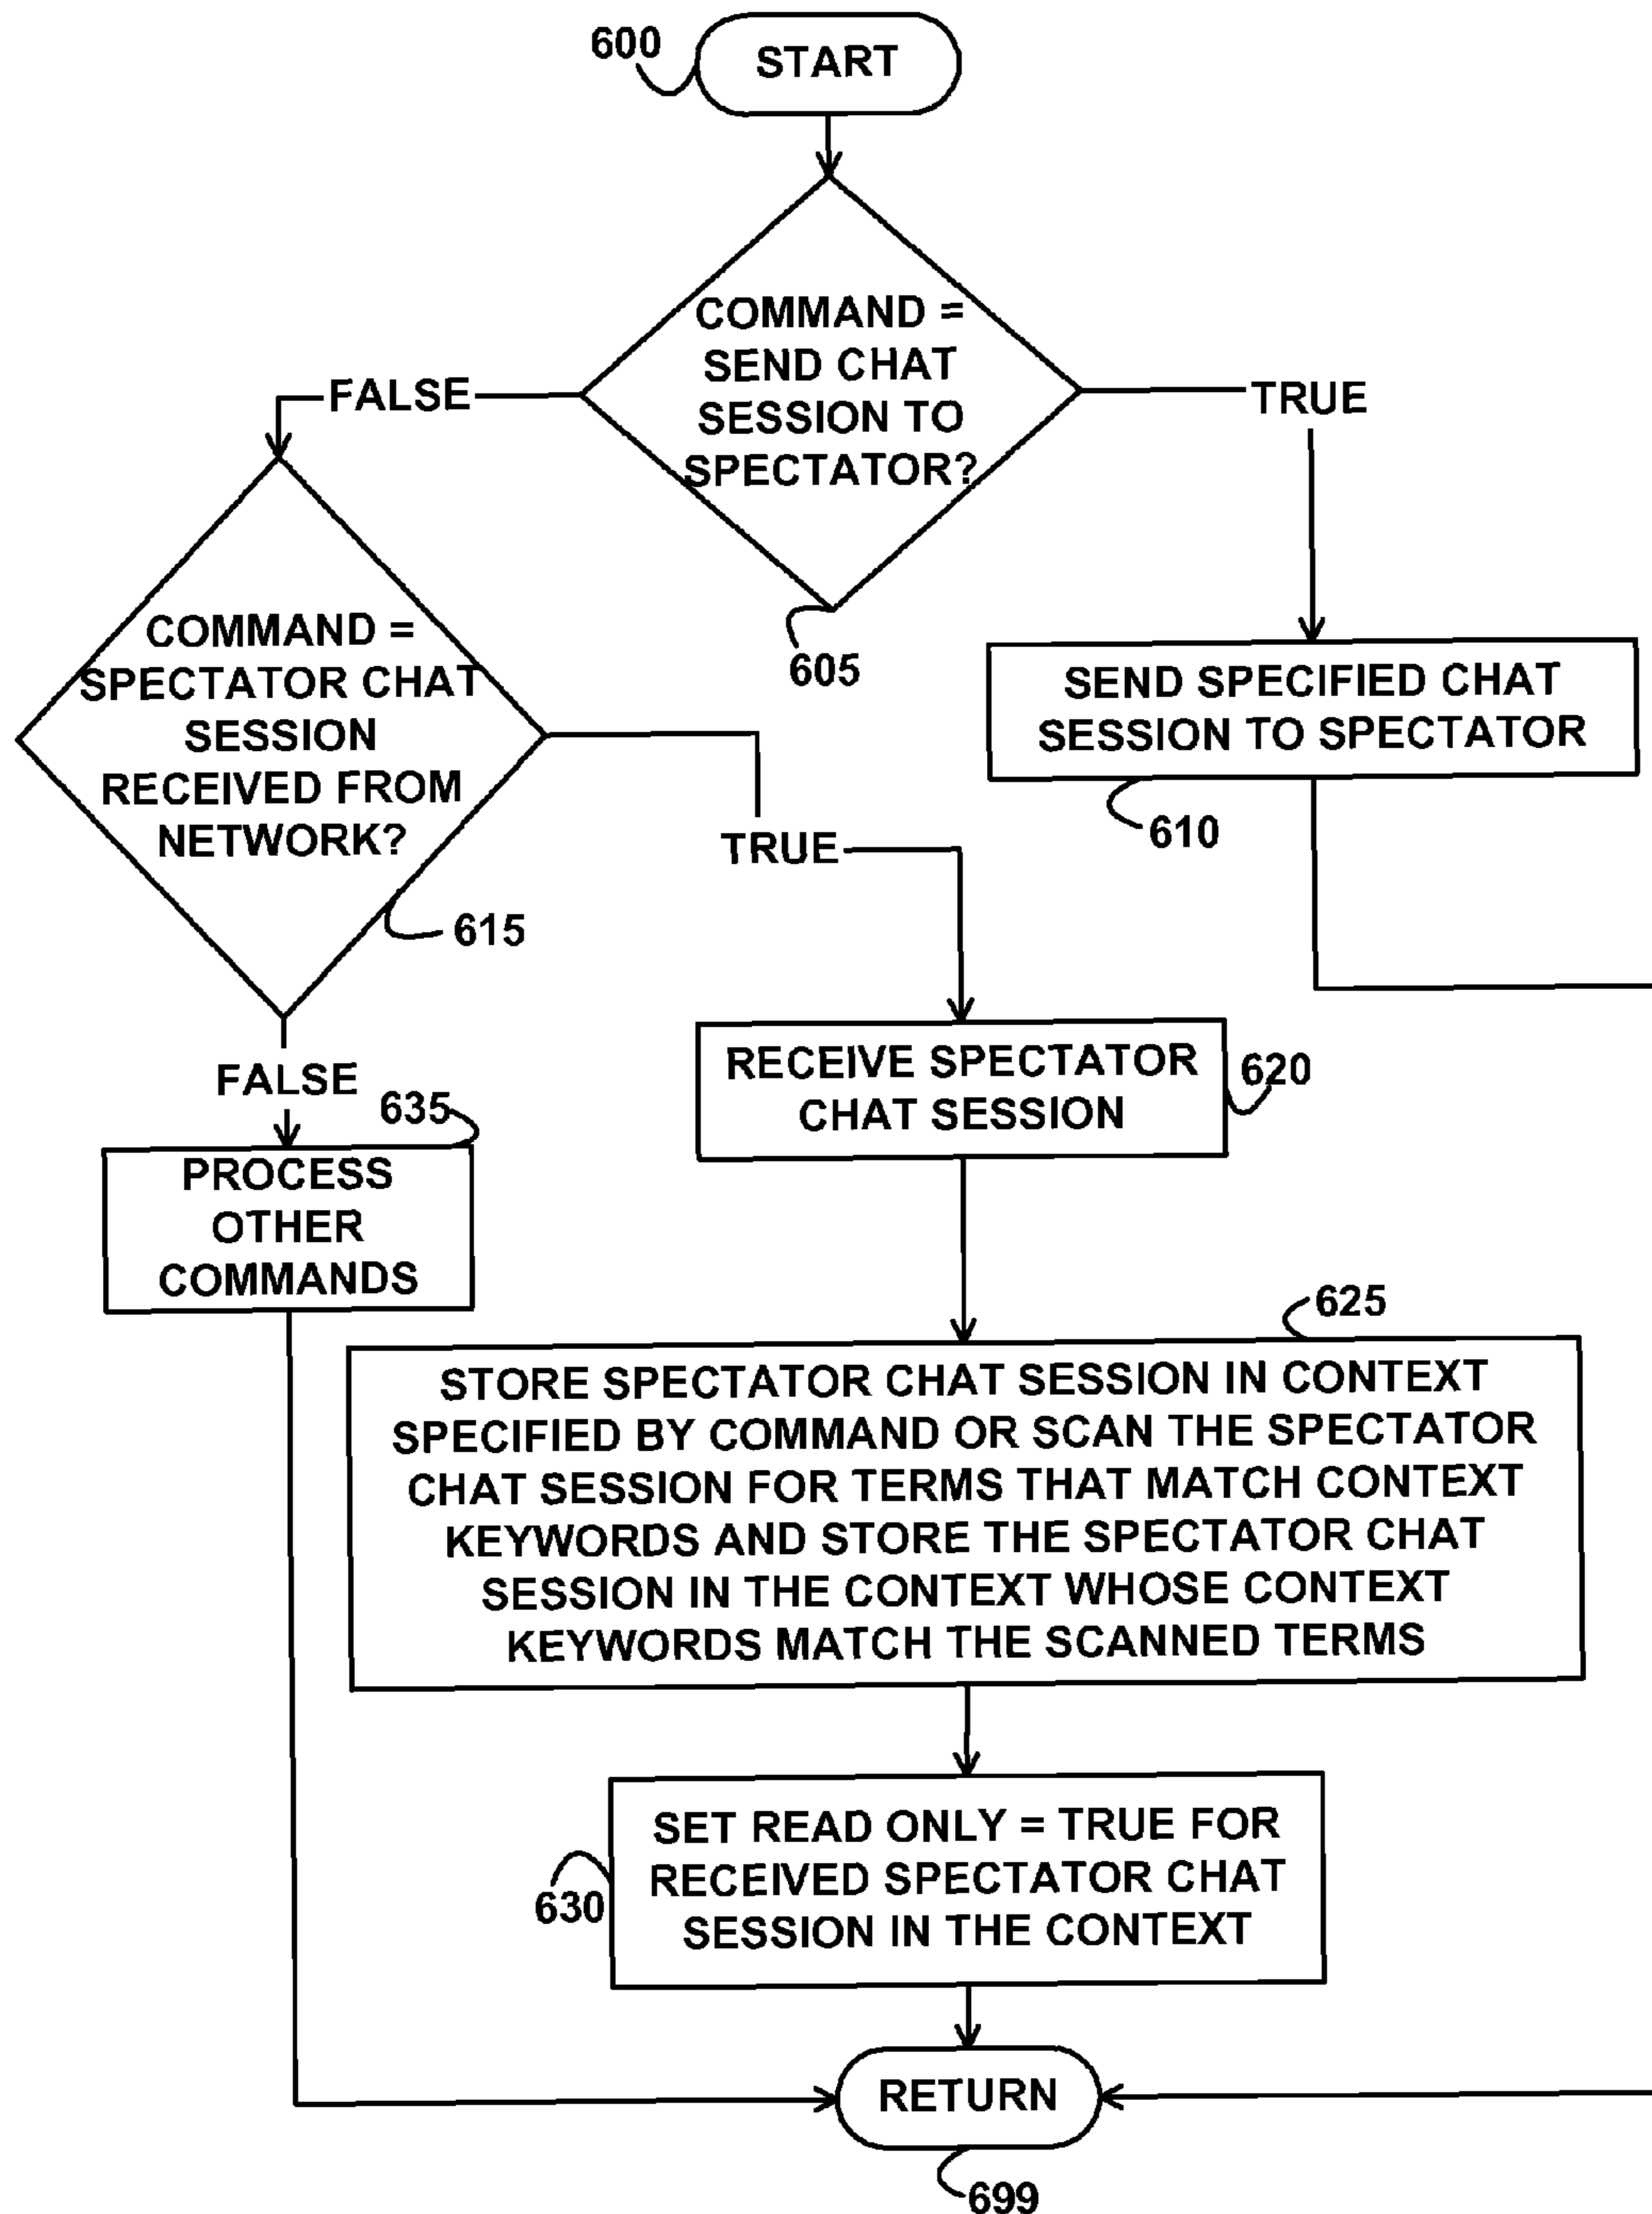 600
START
COMMAND =
SEND CHAT
SESSION TO
SPECTATOR?
605
FALSE
TRUE
SEND SPECIFIED CHAT
SESSION TO SPECTATOR
610
COMMAND =
SPECTATOR CHAT
SESSION
RECEIVED FROM
NETWORK?
615
TRUE
RECEIVE SPECTATOR
CHAT SESSION
620
FALSE
635
PROCESS
OTHER
COMMANDS
625
STORE SPECTATOR CHAT SESSION IN CONTEXT
SPECIFIED BY COMMAND OR SCAN THE SPECTATOR
CHAT SESSION FOR TERMS THAT MATCH CONTEXT
KEYWORDS AND STORE THE SPECTATOR CHAT
SESSION IN THE CONTEXT WHOSE CONTEXT
KEYWORDS MATCH THE SCANNED TERMS
SET READ ONLY = TRUE FOR
RECEIVED SPECTATOR CHAT
SESSION IN THE CONTEXT
630
RETURN
699